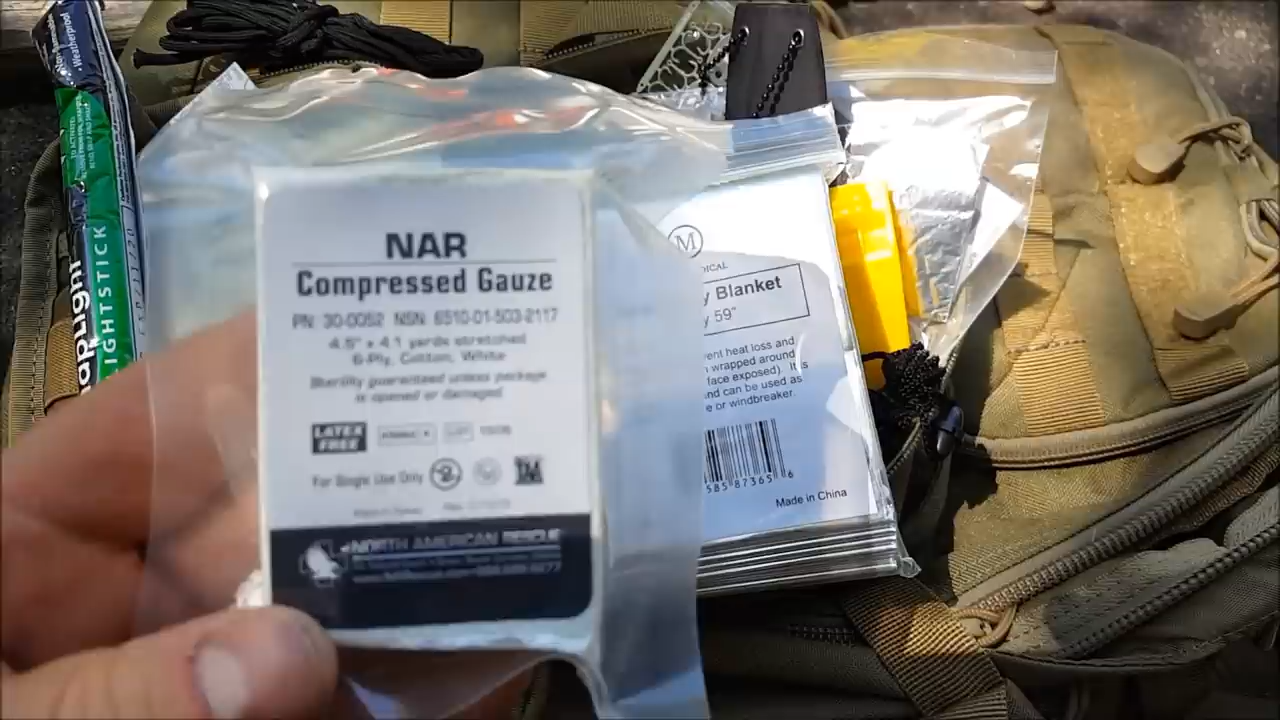 NAR
Compressed Gauze
PN: 30-0052 NSN: 6510-01-503-2117
4.5" x 4.1 yards stretched
6-Ply, Cotton, White
Sterility guaranteed unless package
is opened or damaged
LATEX
FREE
For Single Use Only
NORTH AMERICAN RESCUE
M
y Blanket
y 59"
vent heat loss and
n wrapped around
face exposed). It is
nd can be used as
e or windbreaker.
585 87365 6
Made in China
LIGHTSTICK